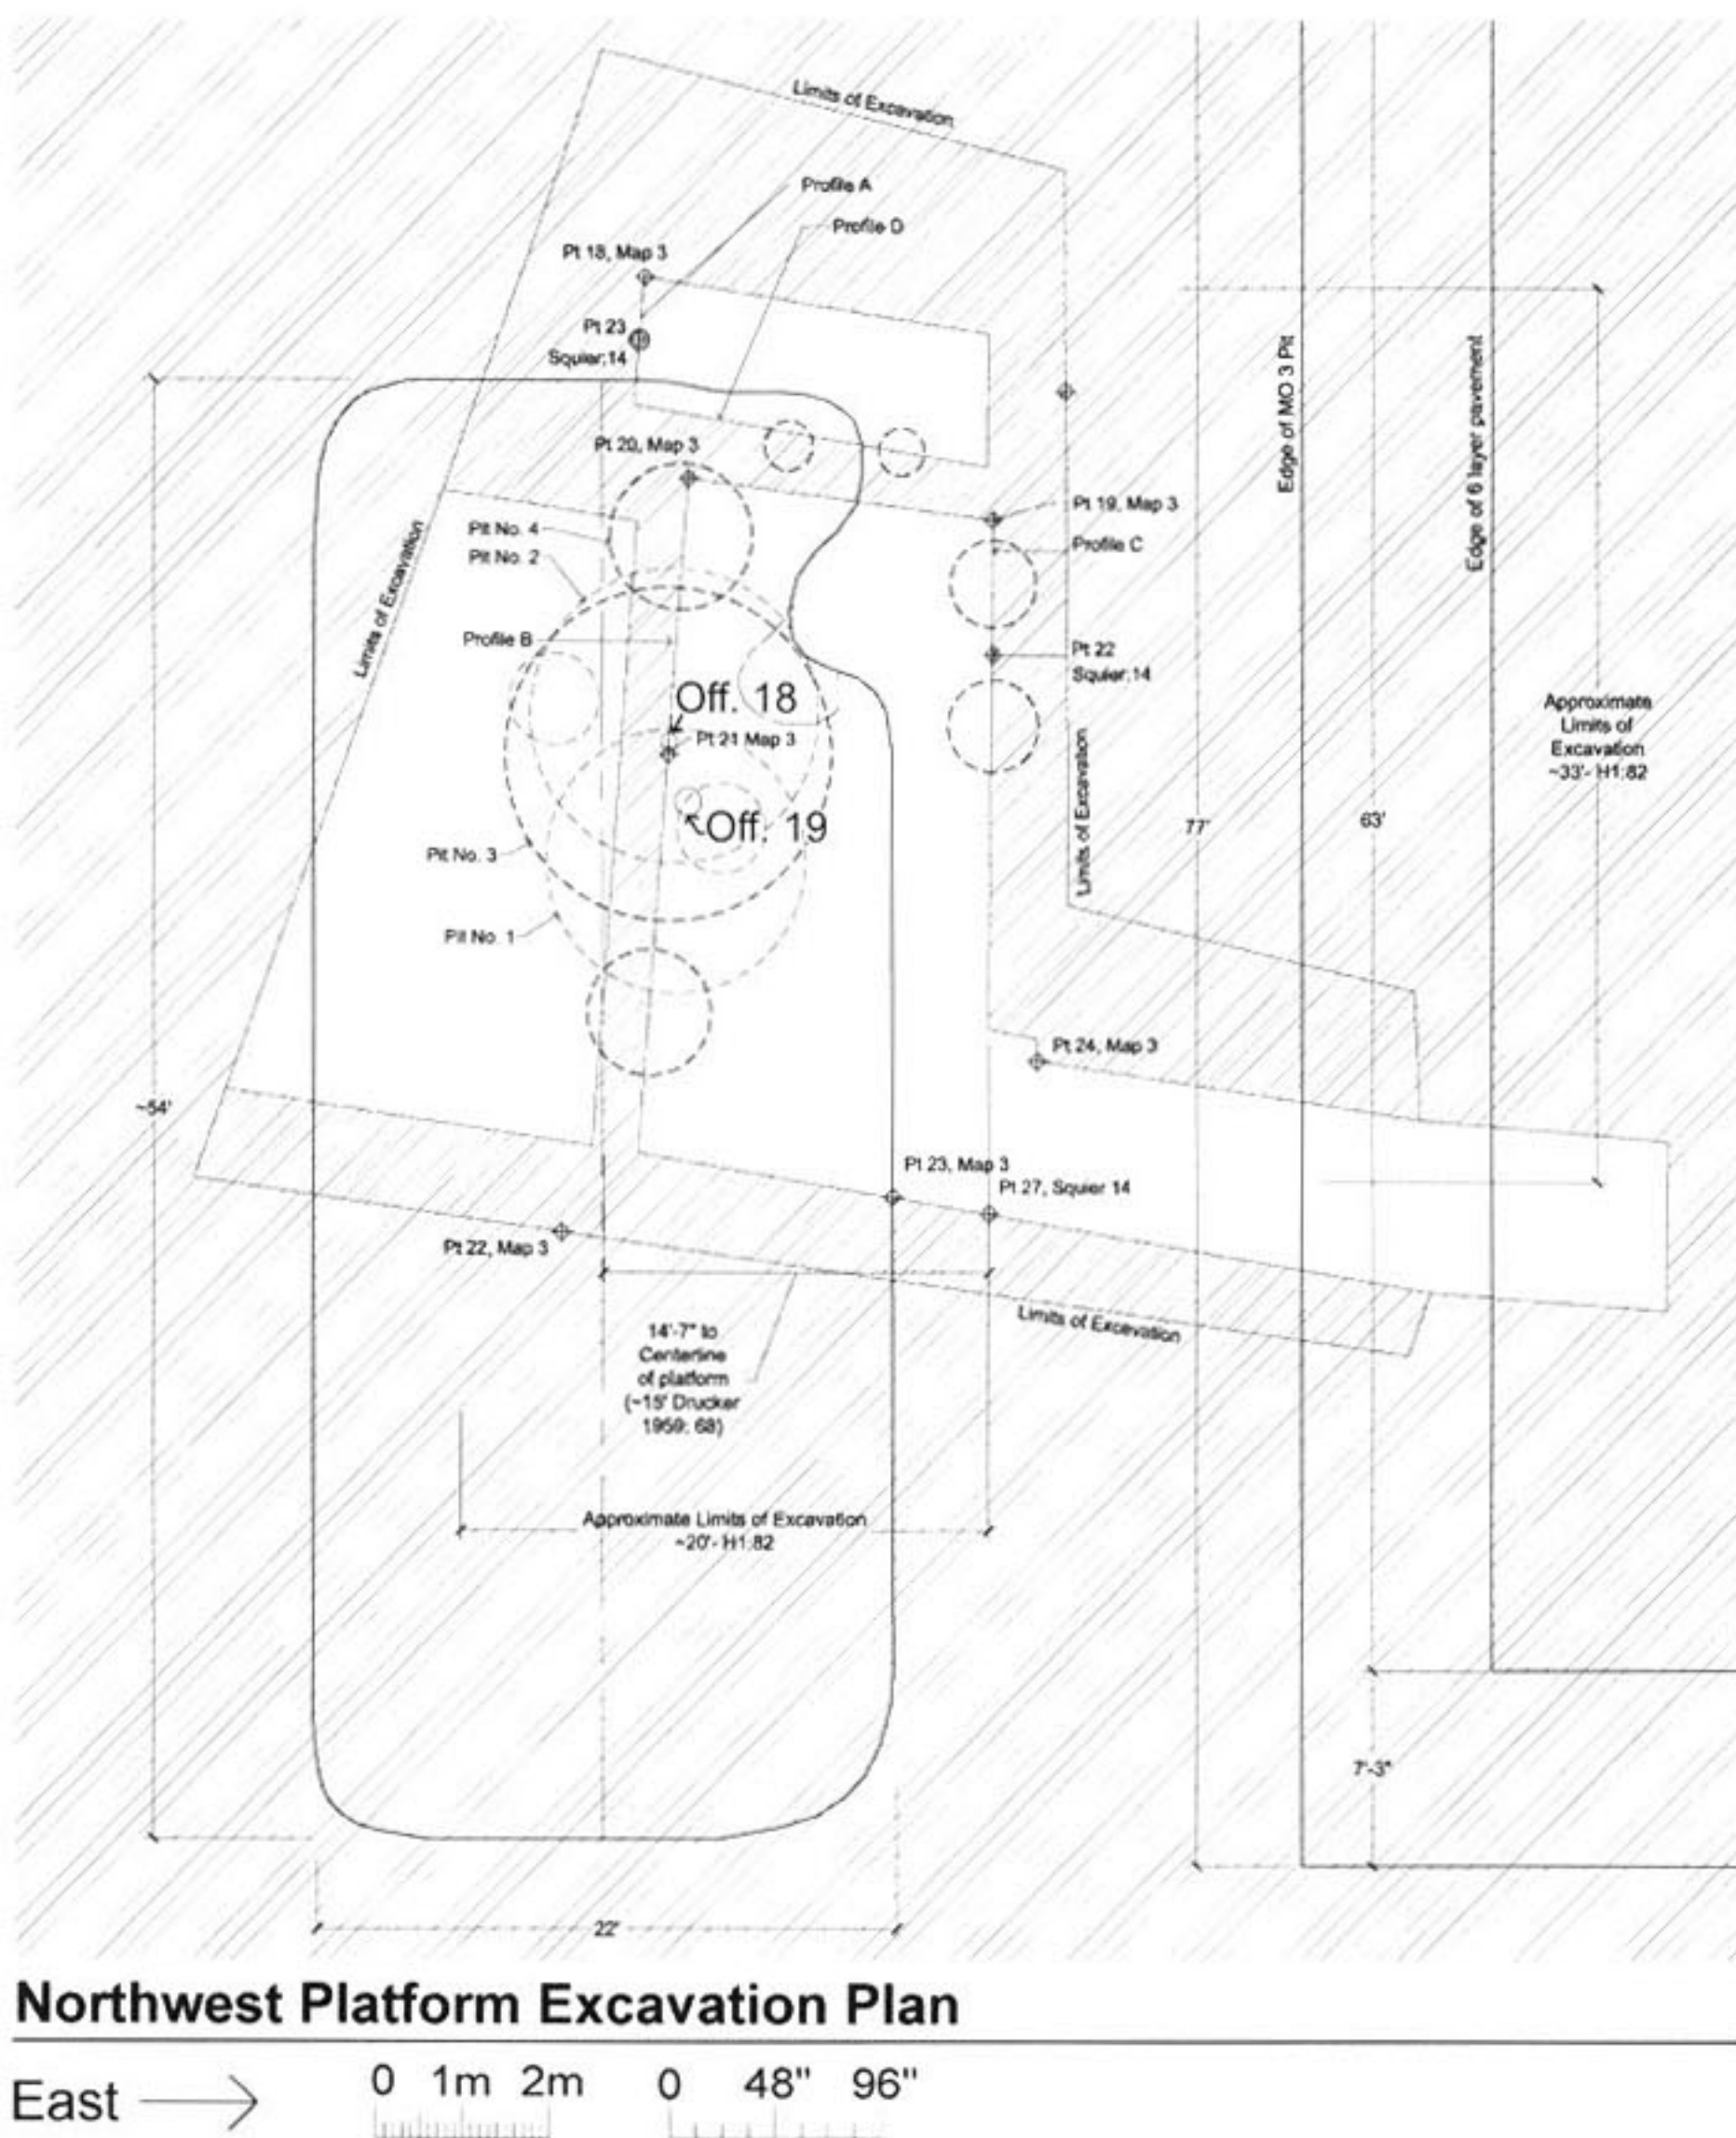 Limits of Excavation
Profile A
Profile D
Pt 18, Map 3
Pt 23
Squier;14
Pt 20, Map 3
Pit No. 4
Pit No. 2
Limits of Excavation
Profile B
Off. 18
Pt 21 Map 3
Off. 19
Pit No. 3
Pit No. 1
Pt 19, Map 3
Profile C
Pt 22
Squier;14
Limits of Excavation
Edge of MO 3 Pit
Edge of 6 layer pavement
Approximate
Limits of
Excavation
~33'- H1:82
77'
63'
~54'
Pt 24, Map 3
Pt 23, Map 3
Pt 27, Squier 14
Pt 22, Map 3
Limits of Excavation
14'-7" to
Centerline
of platform
(~15' Drucker
1959: 68)
Approximate Limits of Excavation
~20'- H1:82
7'-3"
22'
Northwest Platform Excavation Plan
East
0 1m 2m
0 48" 96"